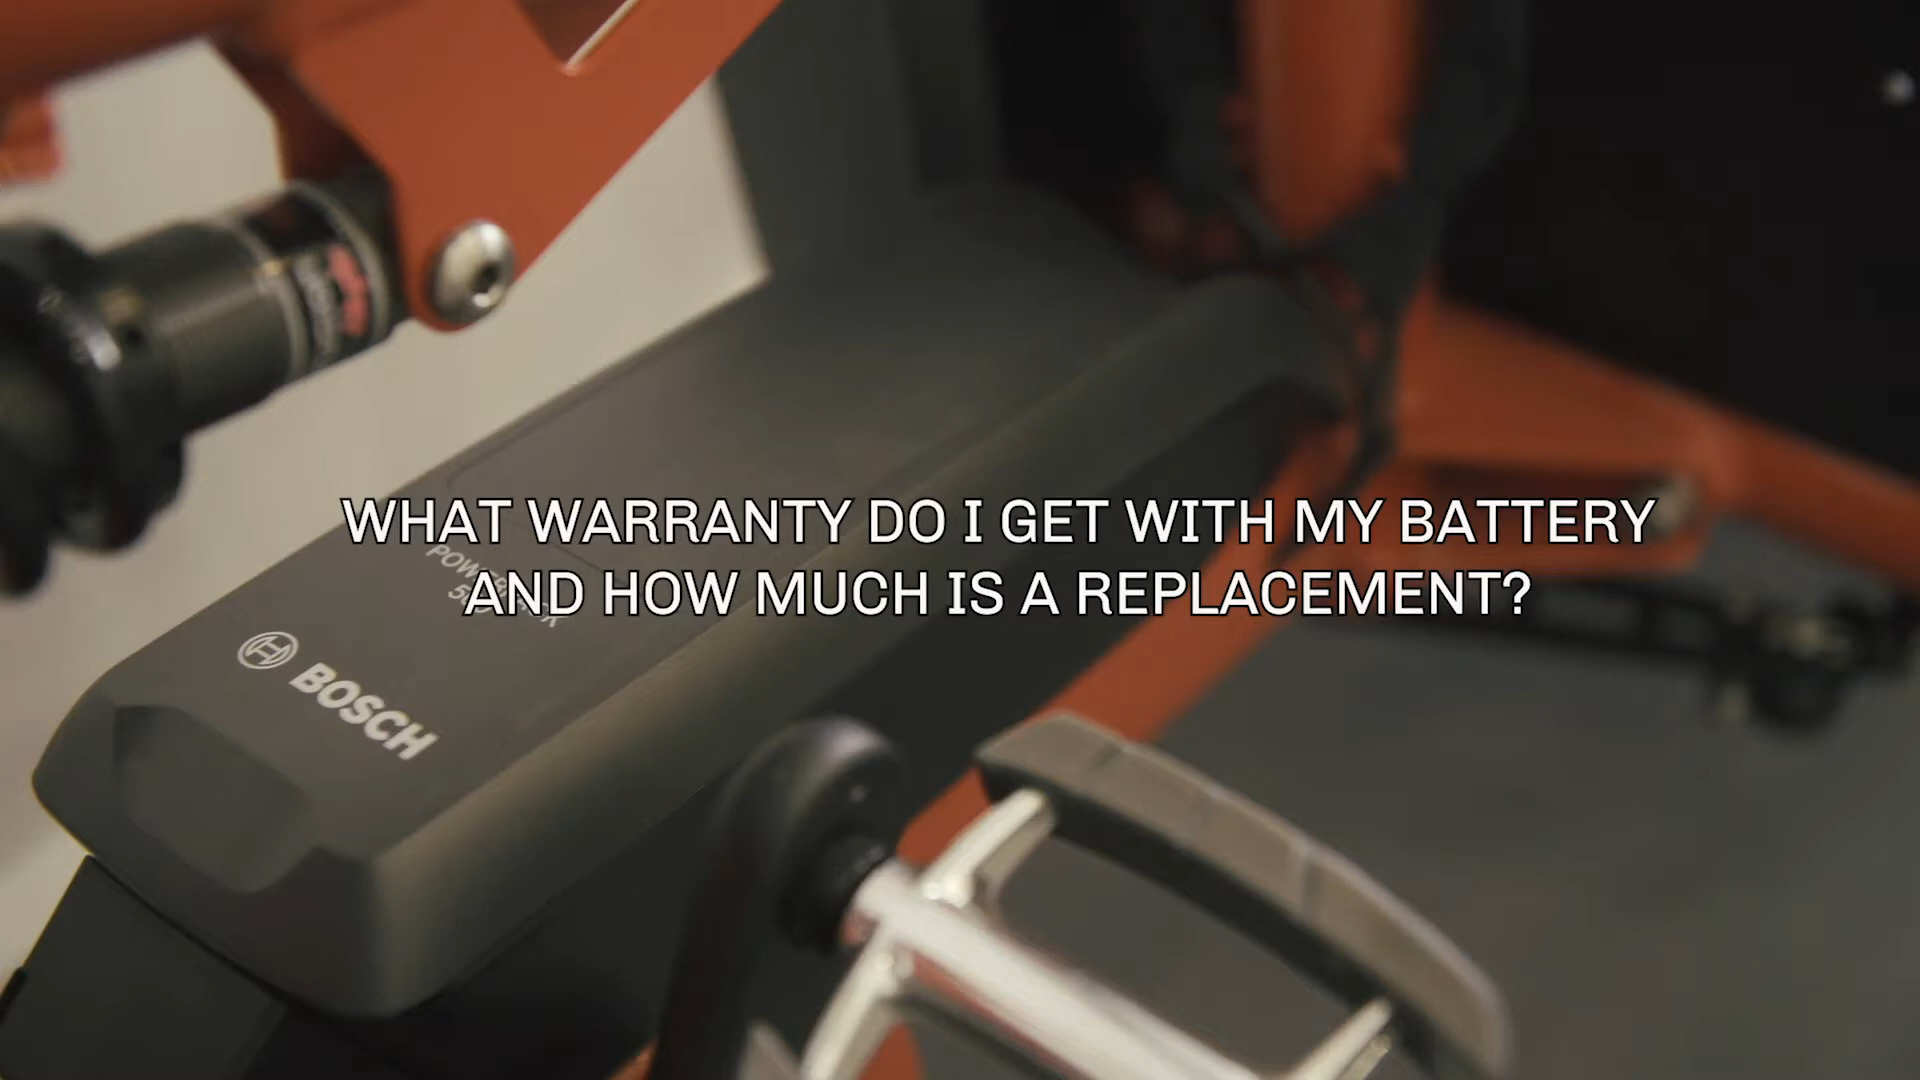 WHAT WARRANTY DO I GET WITH MY BATTERY
AND HOW MUCH IS A REPLACEMENT?
BOSCH